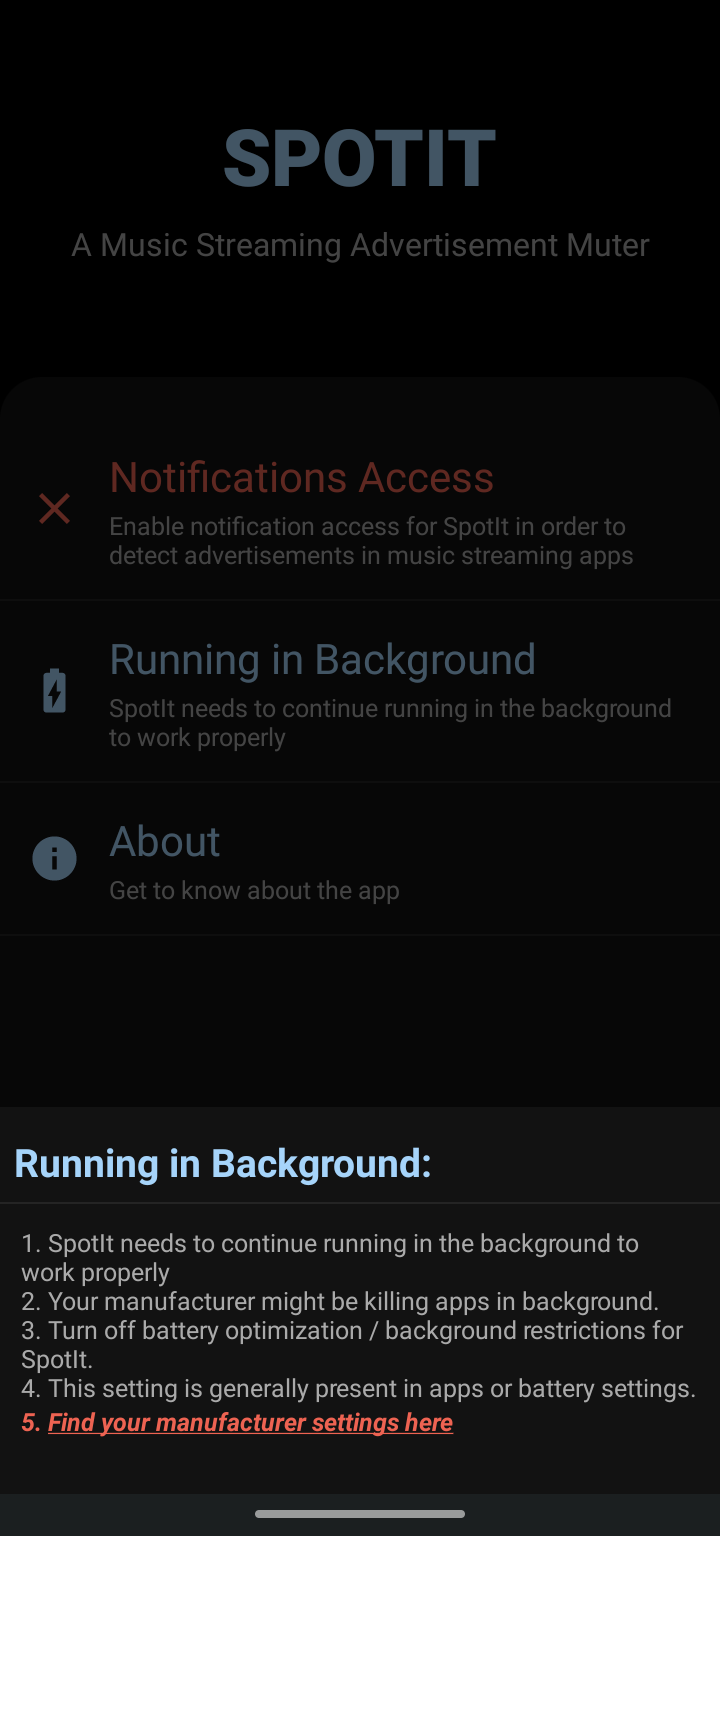 SPOTIT
A Music Streaming Advertisement Muter
Notifications Access
Enable notification access for SpotIt in order to
detect advertisements in music streaming apps
Running in Background
SpotIt needs to continue running in the background
to work properly
About
Get to know about the app
Running in Background:
1. SpotIt needs to continue running in the background to
work properly
2. Your manufacturer might be killing apps in background.
3. Turn off battery optimization / background restrictions for
SpotIt.
4. This setting is generally present in apps or battery settings.
5. Find your manufacturer settings here